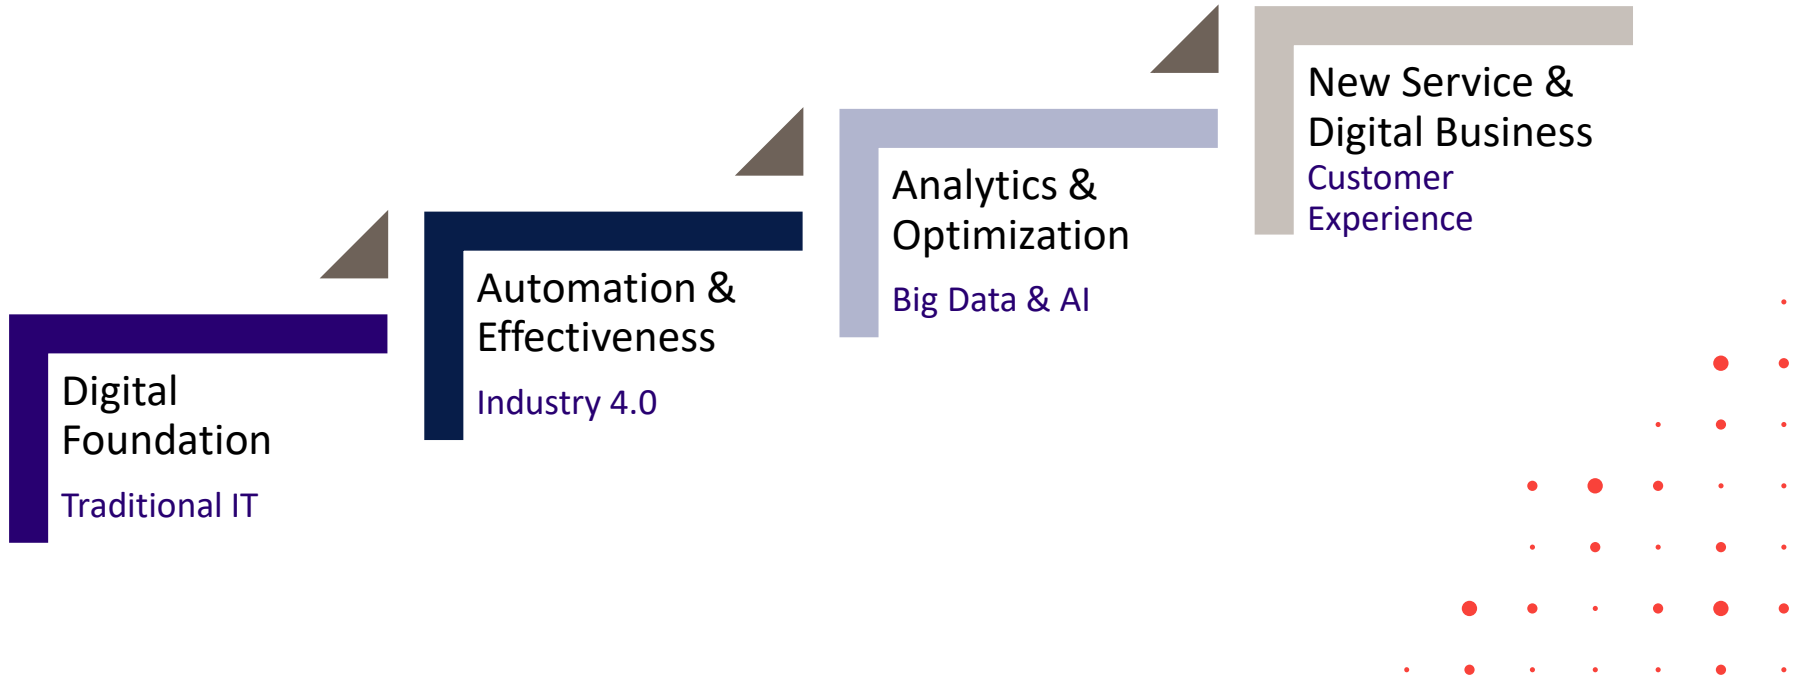 Digital
Foundation
Traditional IT
Automation &
Effectiveness
Industry 4.0
Analytics &
Optimization
Big Data & AI
New Service &
Digital Business
Customer
Experience